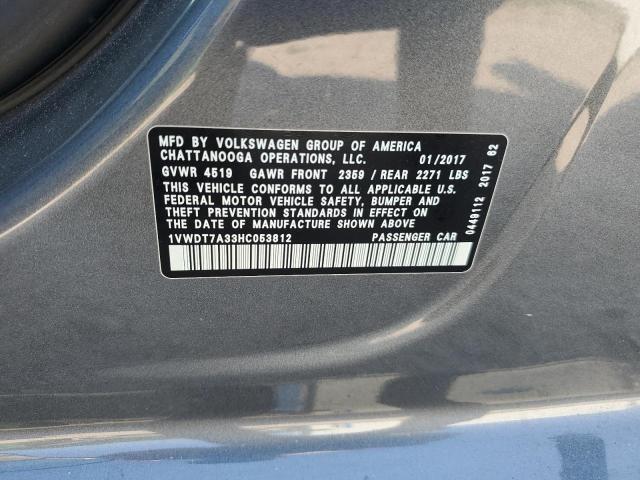 MFD BY VOLKSWAGEN GROUP OF AMERICA
CHATTANOOGA OPERATIONS, LLC. 01/2017
GVWR 4519 GAWR FRONT 2359 / REAR 2271 LBS
THIS VEHICLE CONFORMS TO ALL APPLICABLE U.S.
FEDERAL MOTOR VEHICLE SAFETY, BUMPER AND
THEFT PREVENTION STANDARDS IN EFFECT ON
THE DATE OF MANUFACTURE SHOWN ABOVE
1VWDT7A33HC053812 PASSENGER CAR
0449112 2017 62